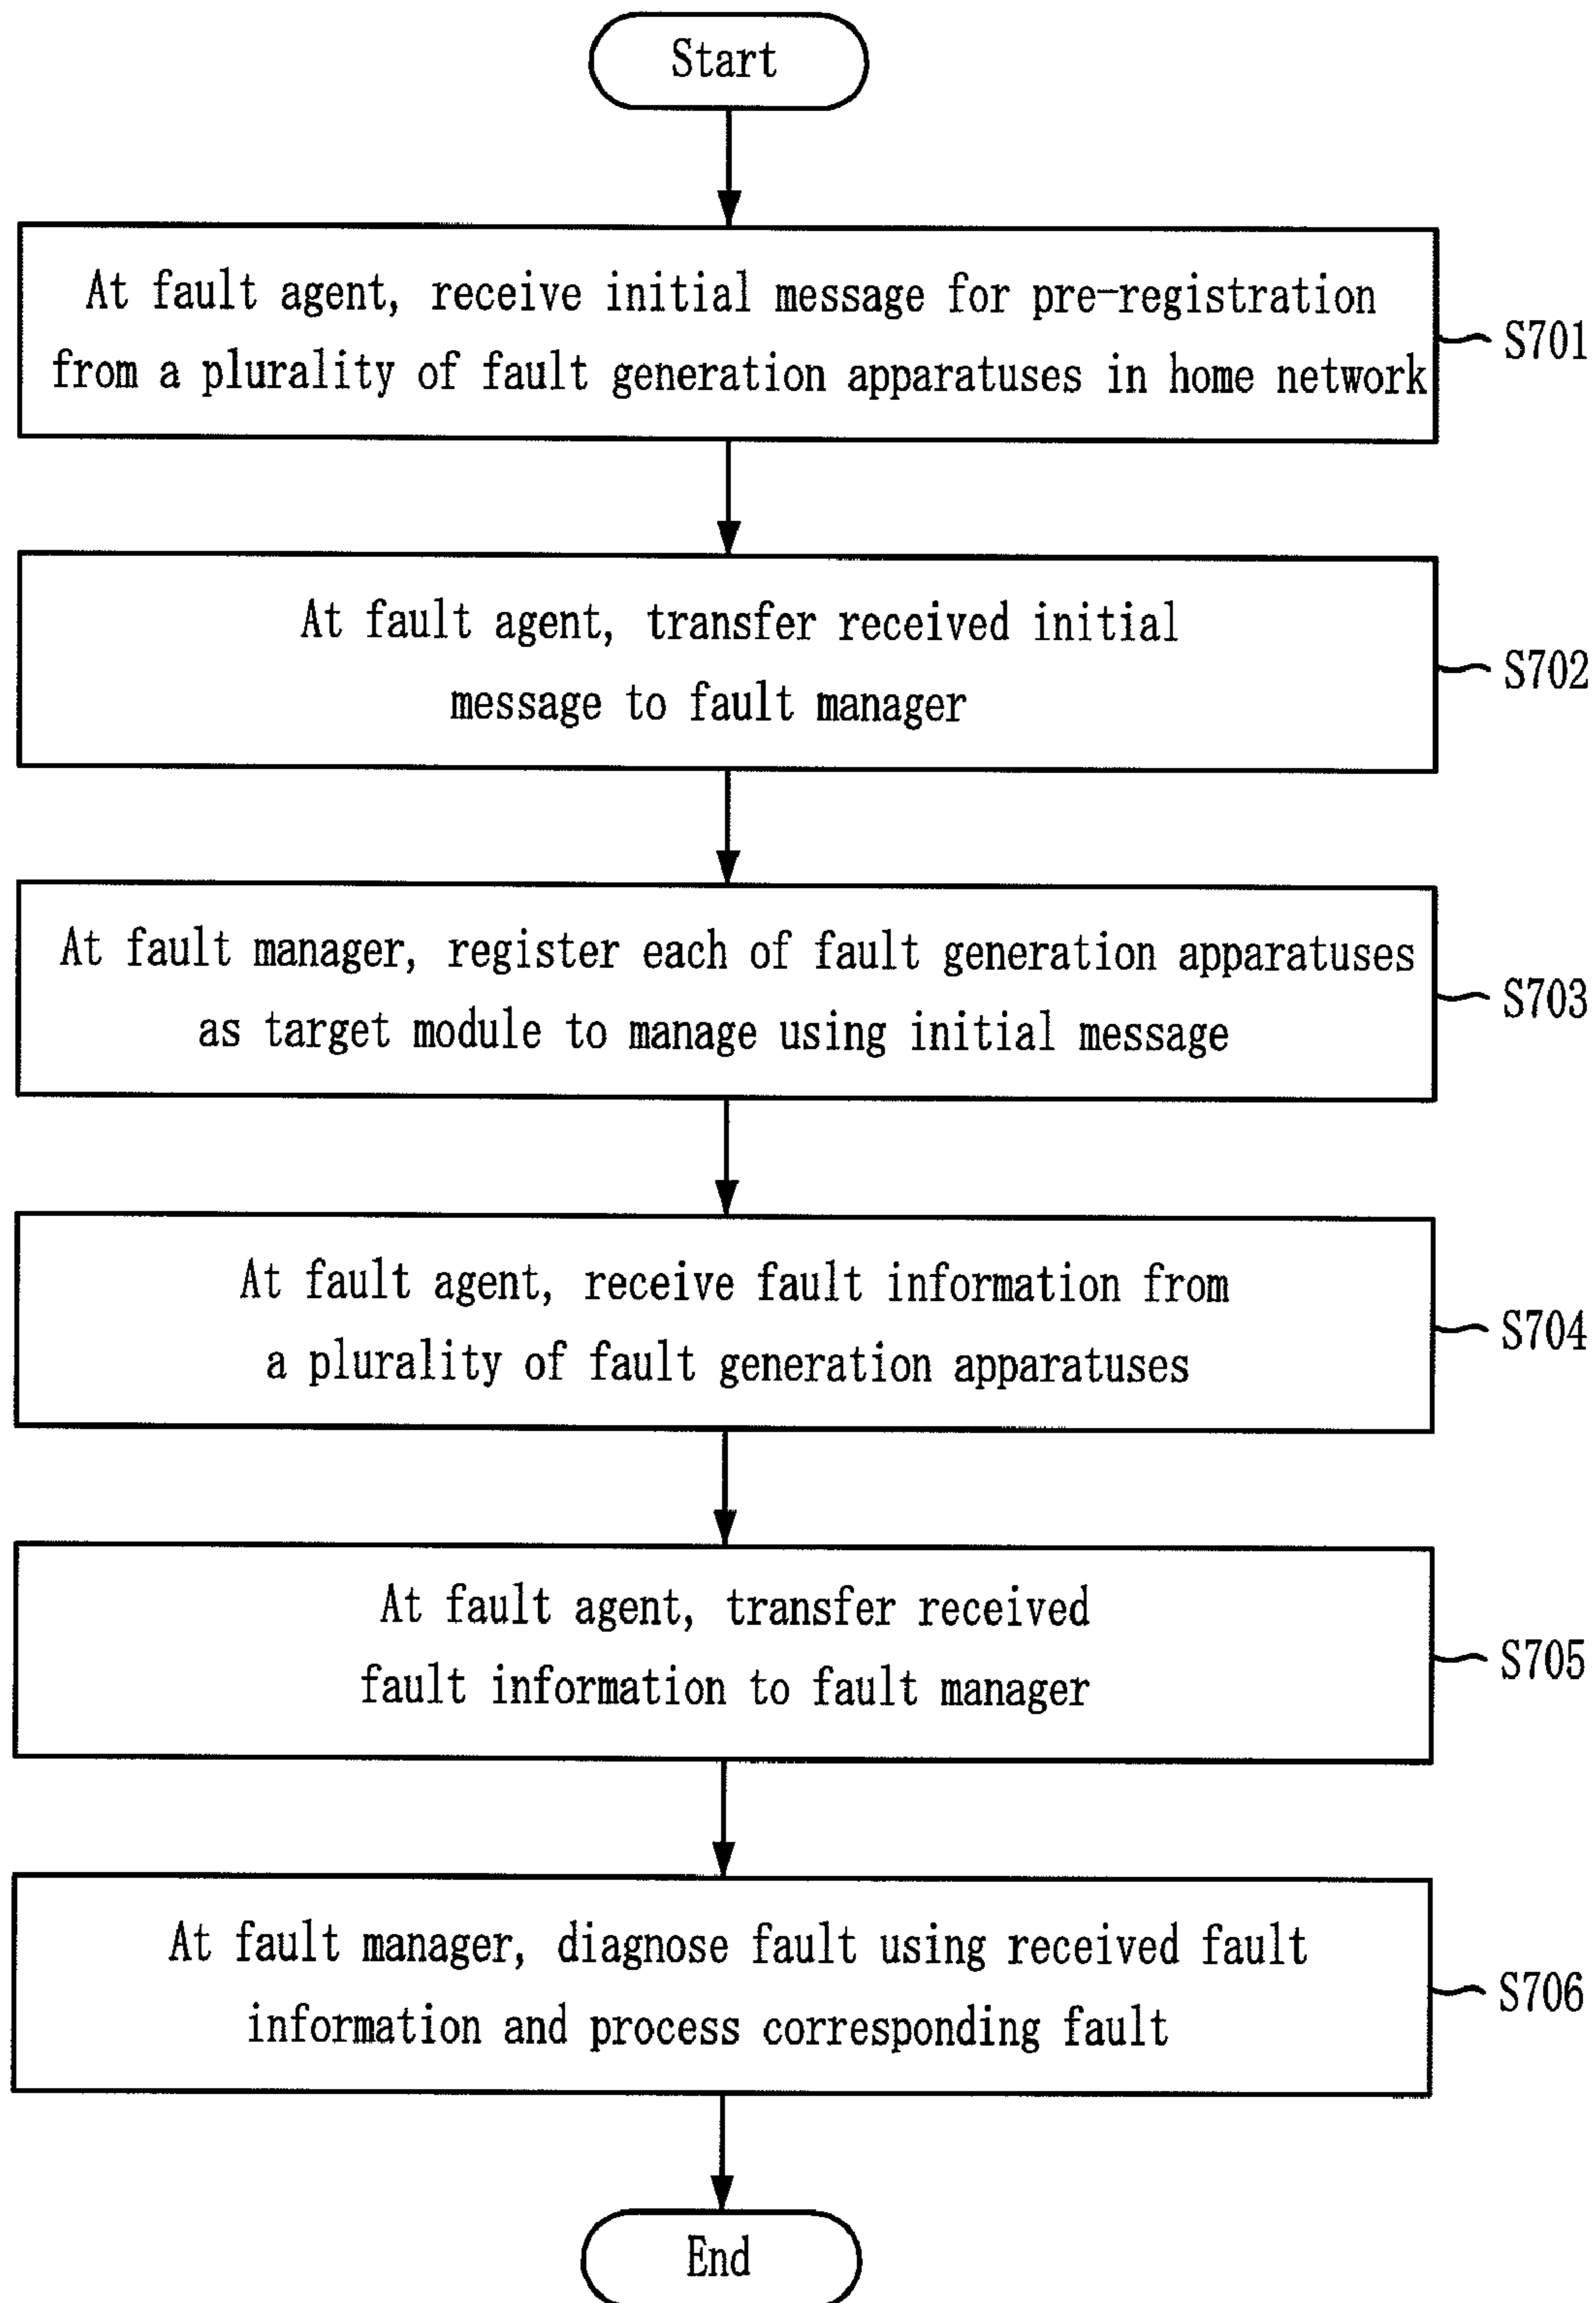 Start
At fault agent, receive initial message for pre-registration
from a plurality of fault generation apparatuses in home network
S701
At fault agent, transfer received initial
message to fault manager
S702
At fault manager, register each of fault generation apparatuses
as target module to manage using initial message
S703
At fault agent, receive fault information from
a plurality of fault generation apparatuses
S704
At fault agent, transfer received
fault information to fault manager
S705
At fault manager, diagnose fault using received fault
information and process corresponding fault
S706
End